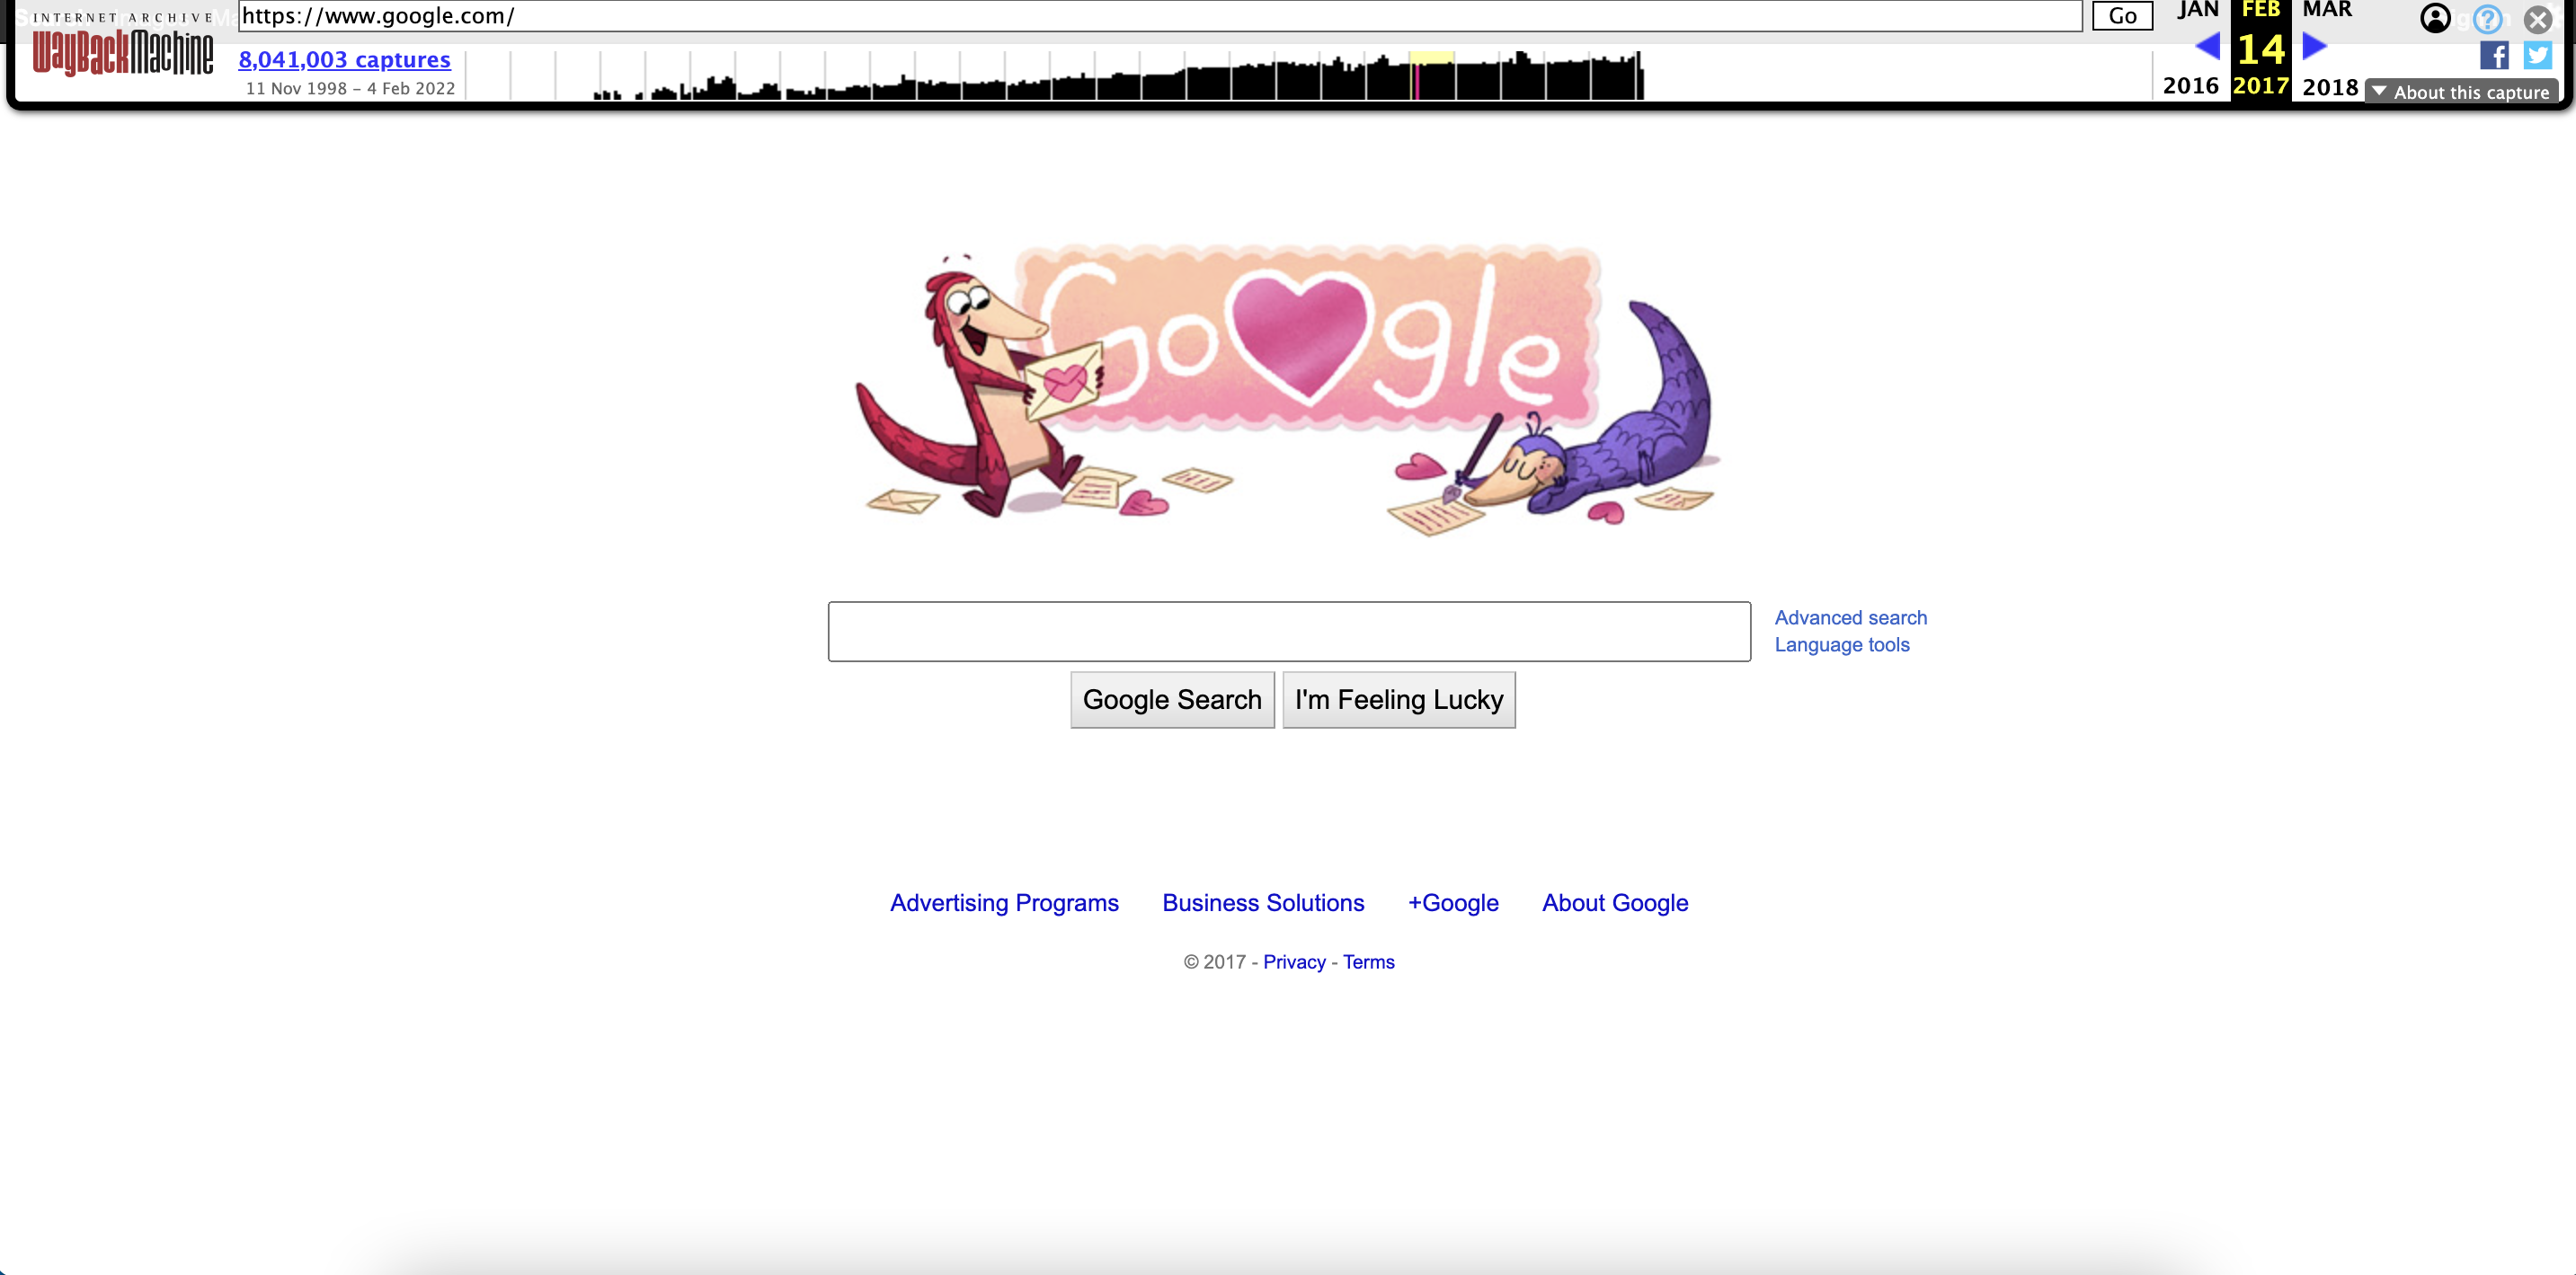 INTERNET ARCHIVE
WayBackMachine
https://www.google.com/
Go
8,041,003 captures
11 Nov 1998 – 4 Feb 2022
JAN FEB MAR
14
2016 2017 2018
About this capture
Google
Advanced search
Language tools
Google Search I'm Feeling Lucky
Advertising Programs Business Solutions +Google About Google
© 2017 - Privacy - Terms